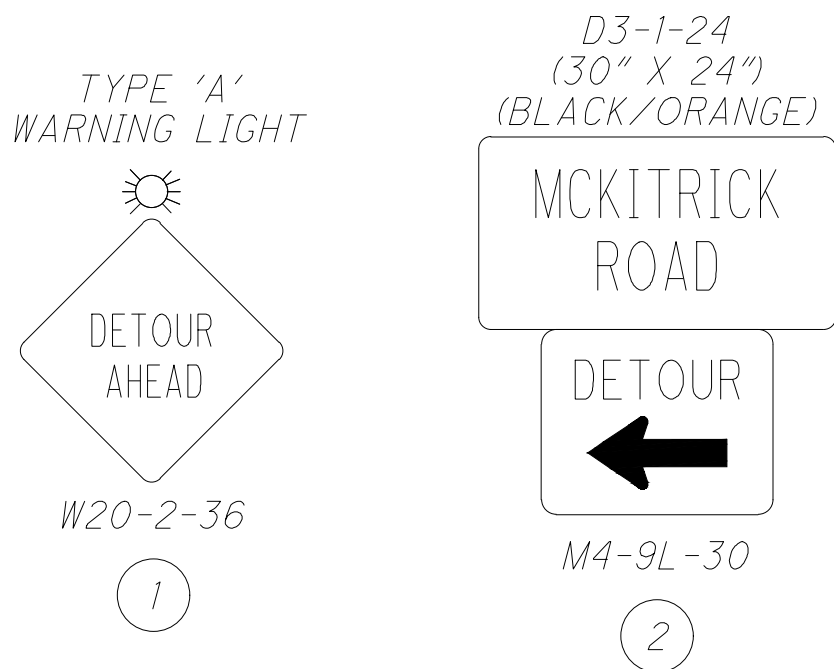 TYPE 'A'
WARNING LIGHT
DETOUR
AHEAD
W20-2-36
1
D3-1-24
(30" X 24")
(BLACK/ORANGE)
MCKITRICK
ROAD
DETOUR
M4-9L-30
2